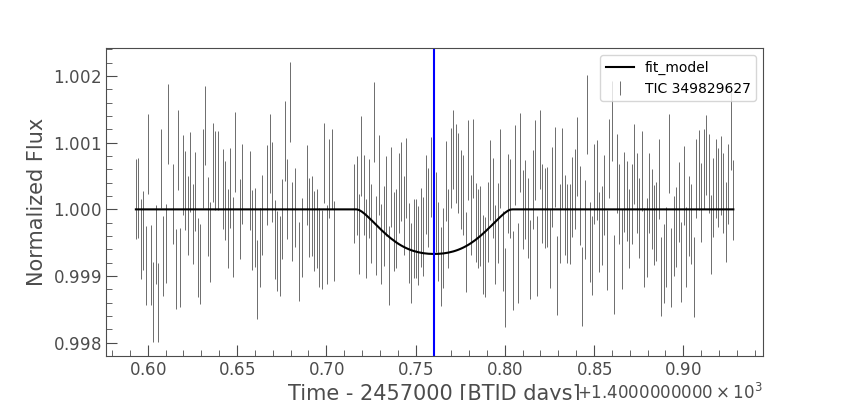 fit_model
TIC 349829627
1.002
1.001
1.000
0.999
0.998
Normalized Flux
0.60 0.65 0.70 0.75 0.80 0.85 0.90
Time - 2457000 [BTJD days]
+1.4000000000 × 10³